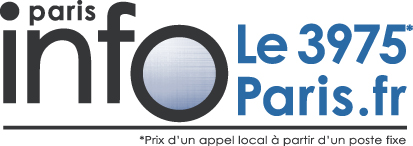 paris
info
Le 3975*
Paris.fr
*Prix d'un appel local à partir d'un poste fixe